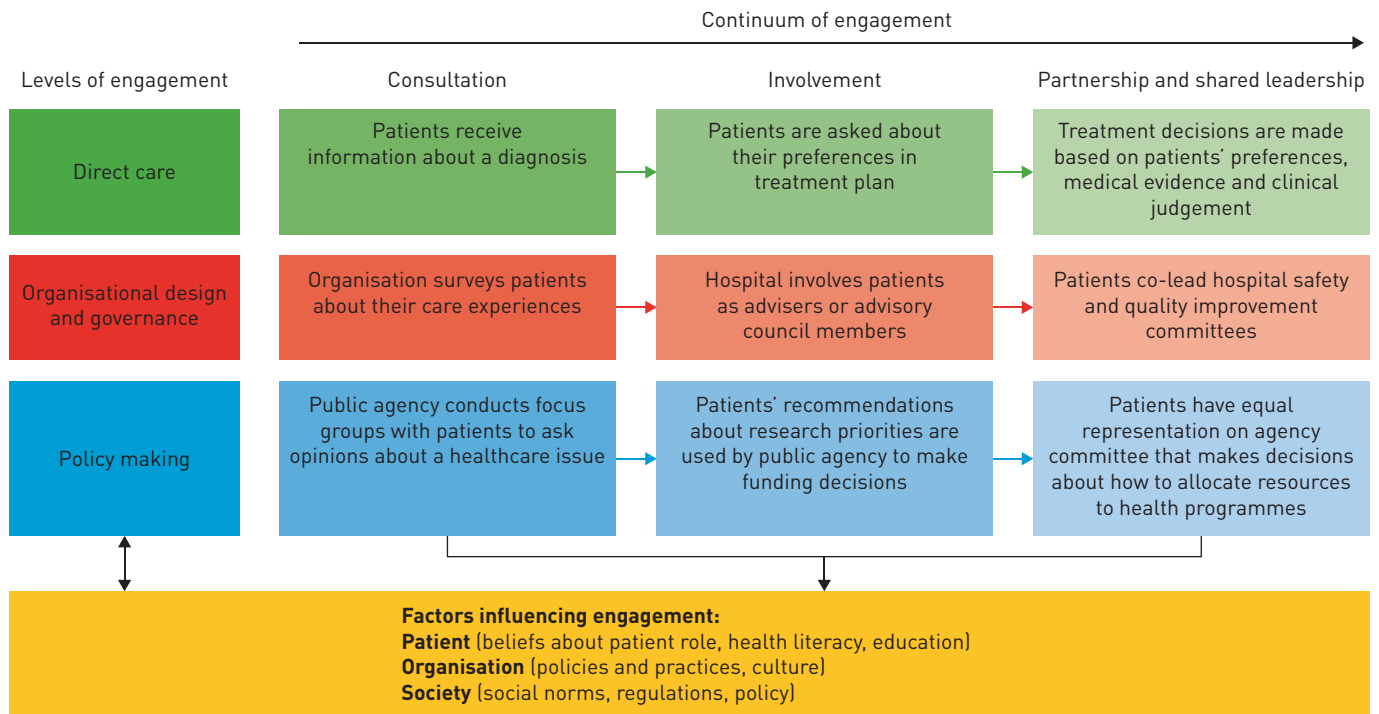 Continuum of engagement
Levels of engagement
Consultation
Involvement
Partnership and shared leadership
Direct care
Patients receive
information about a diagnosis
Patients are asked about
their preferences in
treatment plan
Treatment decisions are made
based on patients’ preferences,
medical evidence and clinical
judgement
Organisational design
and governance
Organisation surveys patients
about their care experiences
Hospital involves patients
as advisers or advisory
council members
Patients co-lead hospital safety
and quality improvement
committees
Policy making
Public agency conducts focus
groups with patients to ask
opinions about a healthcare issue
Patients’ recommendations
about research priorities are
used by public agency to make
funding decisions
Patients have equal
representation on agency
committee that makes decisions
about how to allocate resources
to health programmes
Factors influencing engagement:
Patient (beliefs about patient role, health literacy, education)
Organisation (policies and practices, culture)
Society (social norms, regulations, policy)